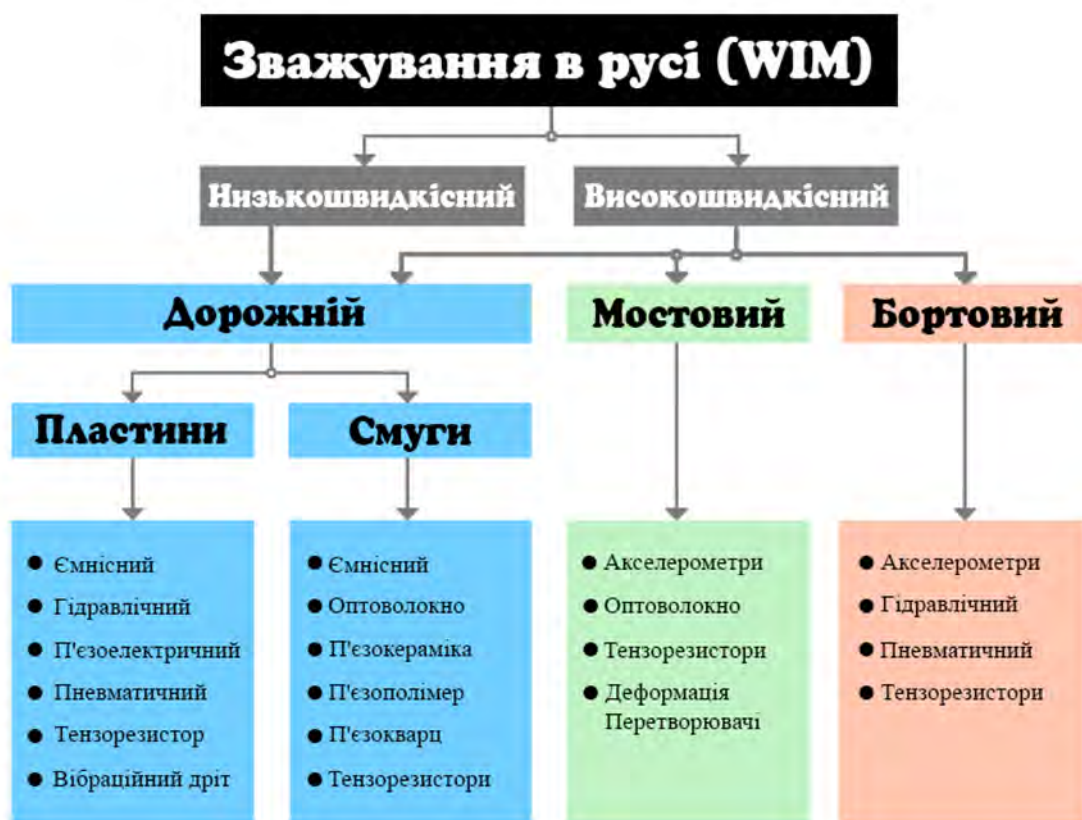 Зважування в русі (WIM)
Низькошвидкісний
Високошвидкісний
Дорожній
Мостовий
Бортовий
Пластини
Смуги
● Ємнісний
● Гідравлічний
● П'єзоелектричний
● Пневматичний
● Тензорезистор
● Вібраційний дріт
● Ємнісний
● Оптоволокно
● П'єзокераміка
● П'єзополімер
● П'єзокварц
● Тензорезистори
● Акселерометри
● Оптоволокно
● Тензорезистори
● Деформація
Перетворювачі
● Акселерометри
● Гідравлічний
● Пневматичний
● Тензорезистори